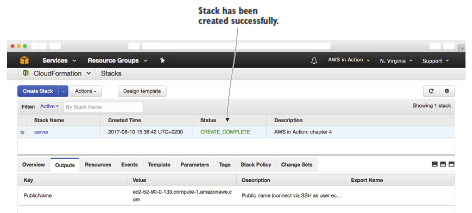 Stack has been
created successfully.
Services Resource Groups AWS in Action N. Virginia Support
CloudFormation Stacks
Create Stack Actions Design template
Filter: Active By Stack Name Showing 1 stack
Stack Name Created Time Status Description
server 2017-08-10 15:38:42 UTC+0200 CREATE_COMPLETE AWS in Action: chapter 4
Overview Outputs Resources Events Template Parameters Tags Stack Policy Change Sets
Key Value Description Export Name
PublicName ec2-52-90-0-133.compute-1.amazonaws.c
om Public name (connect via SSH as user ec...